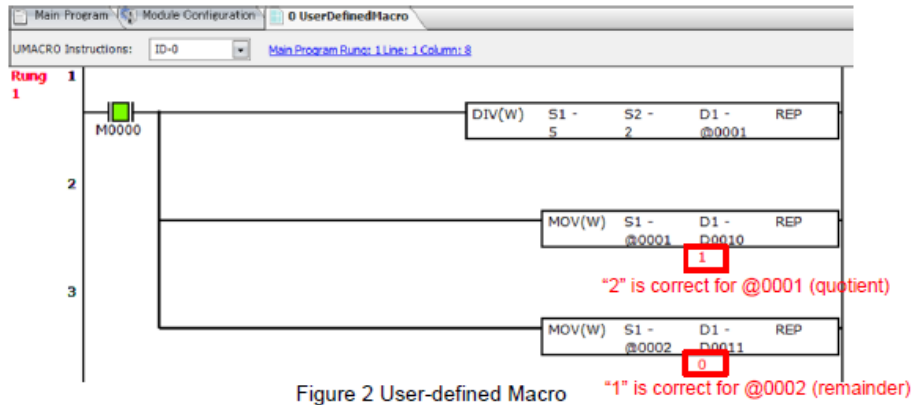 Main Program Module Configuration 0 UserDefinedMacro
UMACRO Instructions: ID-0 Main Program Rung: 1 Line: 1 Column: 8
Rung 1
1
M0000
DIV(W) S1 - S2 - D1 - REP
5 2 @0001
2
MOV(W) S1 - D1 - REP
@0001 D0010
1
“2” is correct for @0001 (quotient)
3
MOV(W) S1 - D1 - REP
@0002 D0011
0
“1” is correct for @0002 (remainder)
Figure 2 User-defined Macro